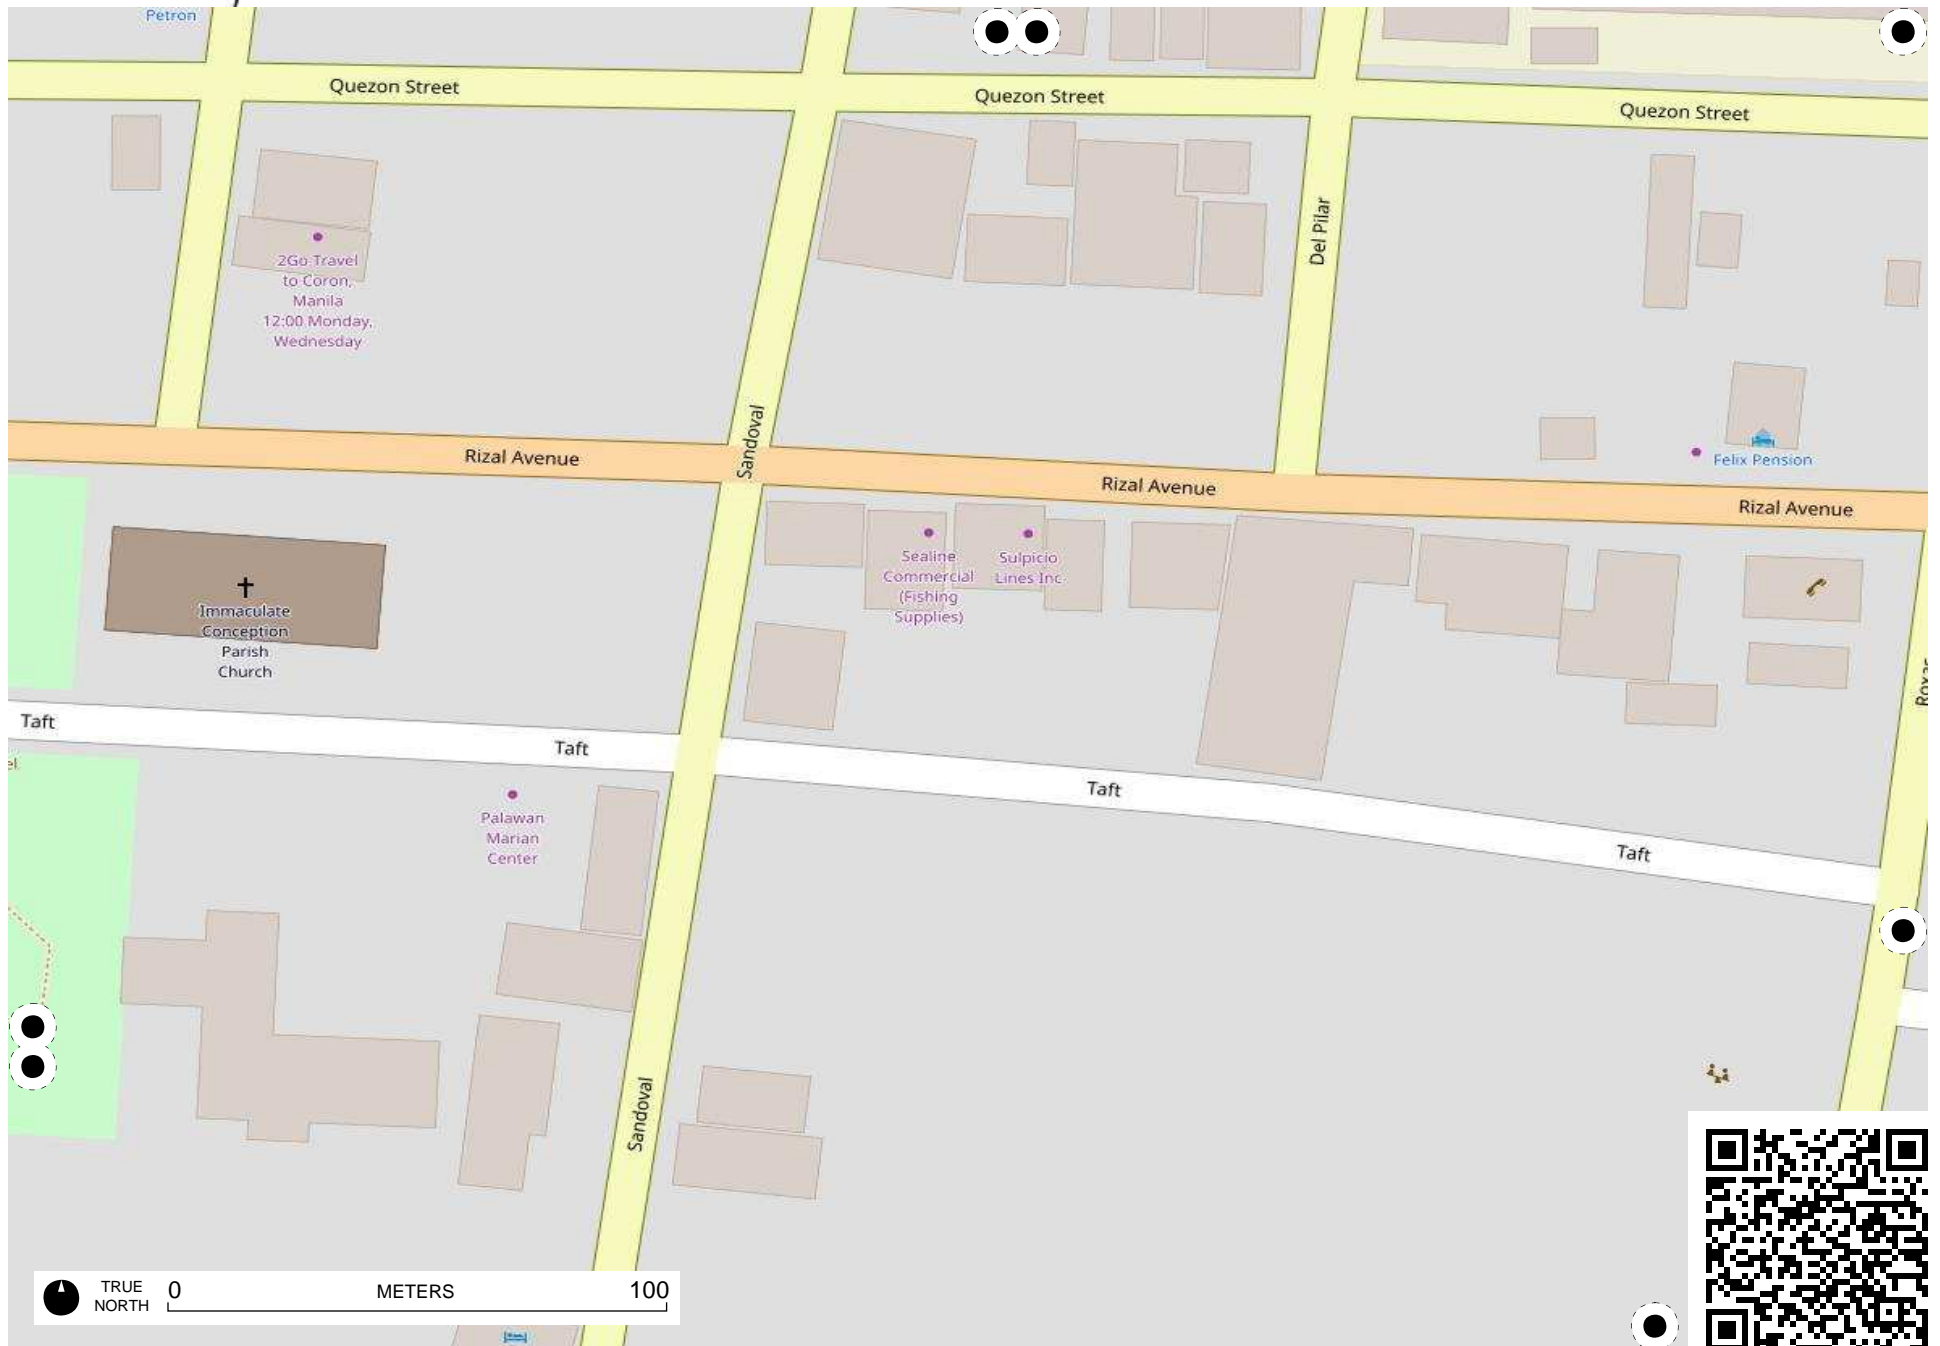 Petron
Quezon Street
Quezon Street
Quezon Street
Del Pilar
2Go Travel
to Coron,
Manila
12:00 Monday,
Wednesday
Sandoval
Rizal Avenue
Rizal Avenue
Rizal Avenue
Felix Pension
Immaculate
Conception
Parish
Church
Sealine
Commercial
(Fishing
Supplies)
Sulpicio
Lines Inc
Roxas
Taft
Taft
Taft
Taft
el
Palawan
Marian
Center
Sandoval
TRUE
NORTH
0 METERS 100